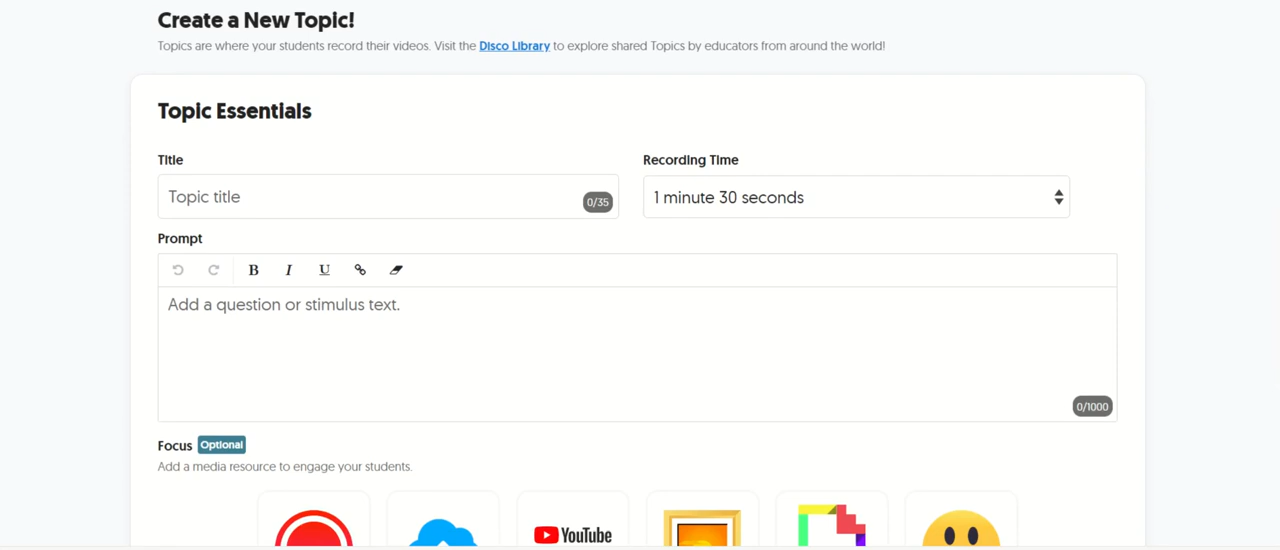 Create a New Topic!
Topics are where your students record their videos. Visit the Disco Library to explore shared Topics by educators from around the world!
Topic Essentials
Title
Recording Time
Topic title
0/35
1 minute 30 seconds
Prompt
B I U
Add a question or stimulus text.
0/1000
Focus Optional
Add a media resource to engage your students.
YouTube